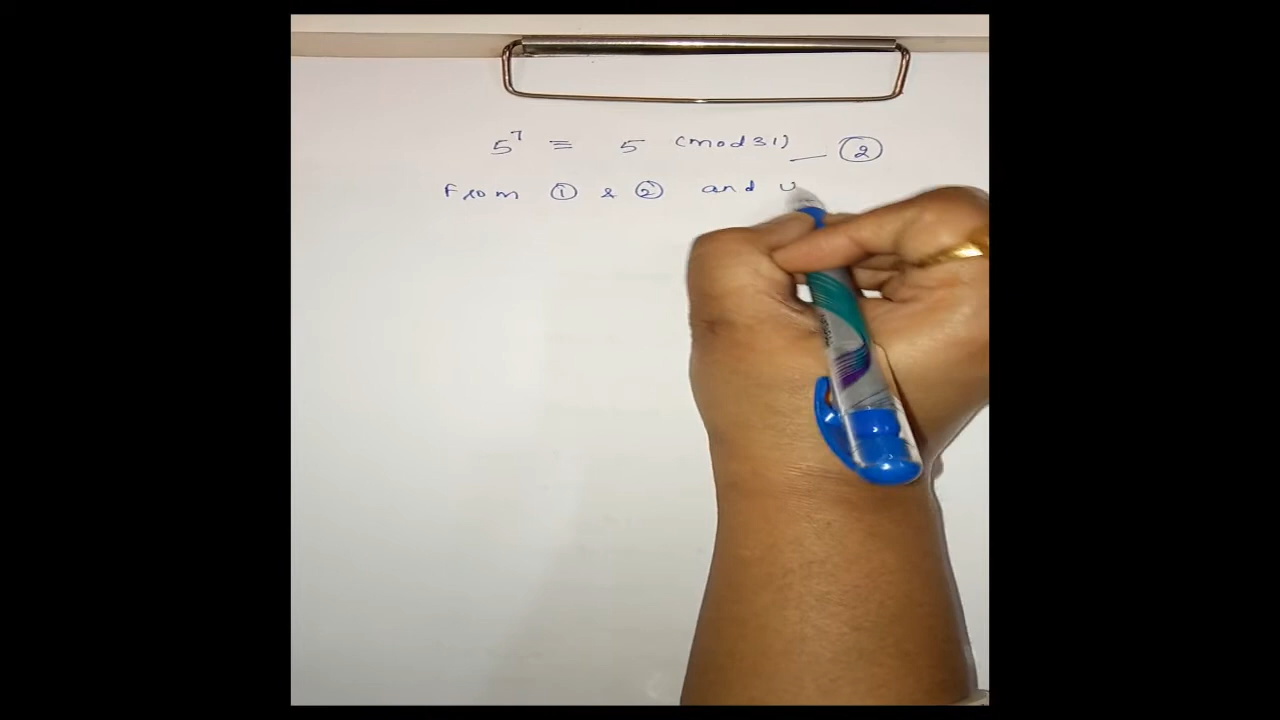 5⁷ ≡ 5 (mod 31) — ②
From ① & ② and u